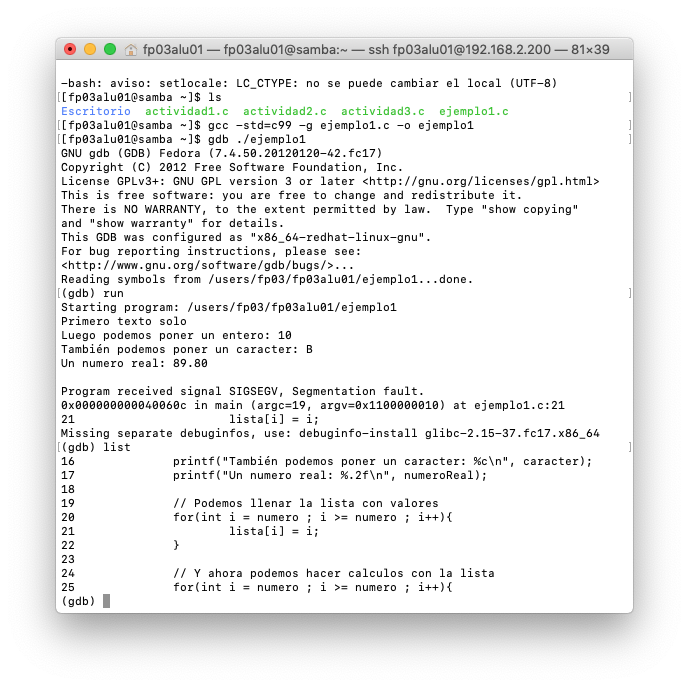 fp03alu01 — fp03alu01@samba:~ — ssh fp03alu01@192.168.2.200 — 81×39
-bash: aviso: setlocale: LC_CTYPE: no se puede cambiar el local (UTF-8)
[[fp03alu01@samba ~]$ ls ]
Escritorio  actividad1.c  actividad2.c  actividad3.c  ejemplo1.c
[[fp03alu01@samba ~]$ gcc -std=c99 -g ejemplo1.c -o ejemplo1 ]
[[fp03alu01@samba ~]$ gdb ./ejemplo1 ]
GNU gdb (GDB) Fedora (7.4.50.20120120-42.fc17)
Copyright (C) 2012 Free Software Foundation, Inc.
License GPLv3+: GNU GPL version 3 or later <http://gnu.org/licenses/gpl.html>
This is free software: you are free to change and redistribute it.
There is NO WARRANTY, to the extent permitted by law.  Type "show copying"
and "show warranty" for details.
This GDB was configured as "x86_64-redhat-linux-gnu".
For bug reporting instructions, please see:
<http://www.gnu.org/software/gdb/bugs/>...
Reading symbols from /users/fp03/fp03alu01/ejemplo1...done.
[(gdb) run ]
Starting program: /users/fp03/fp03alu01/ejemplo1
Primero texto solo
Luego podemos poner un entero: 10
También podemos poner un caracter: B
Un numero real: 89.80
Program received signal SIGSEGV, Segmentation fault.
0x000000000040060c in main (argc=19, argv=0x1100000010) at ejemplo1.c:21
21                      lista[i] = i;
Missing separate debuginfos, use: debuginfo-install glibc-2.15-37.fc17.x86_64
[(gdb) list ]
16              printf("También podemos poner un caracter: %c\n", caracter);
17              printf("Un numero real: %.2f\n", numeroReal);
18
19              // Podemos llenar la lista con valores
20              for(int i = numero ; i >= numero ; i++){
21                      lista[i] = i;
22              }
23
24              // Y ahora podemos hacer calculos con la lista
25              for(int i = numero ; i >= numero ; i++){
(gdb)